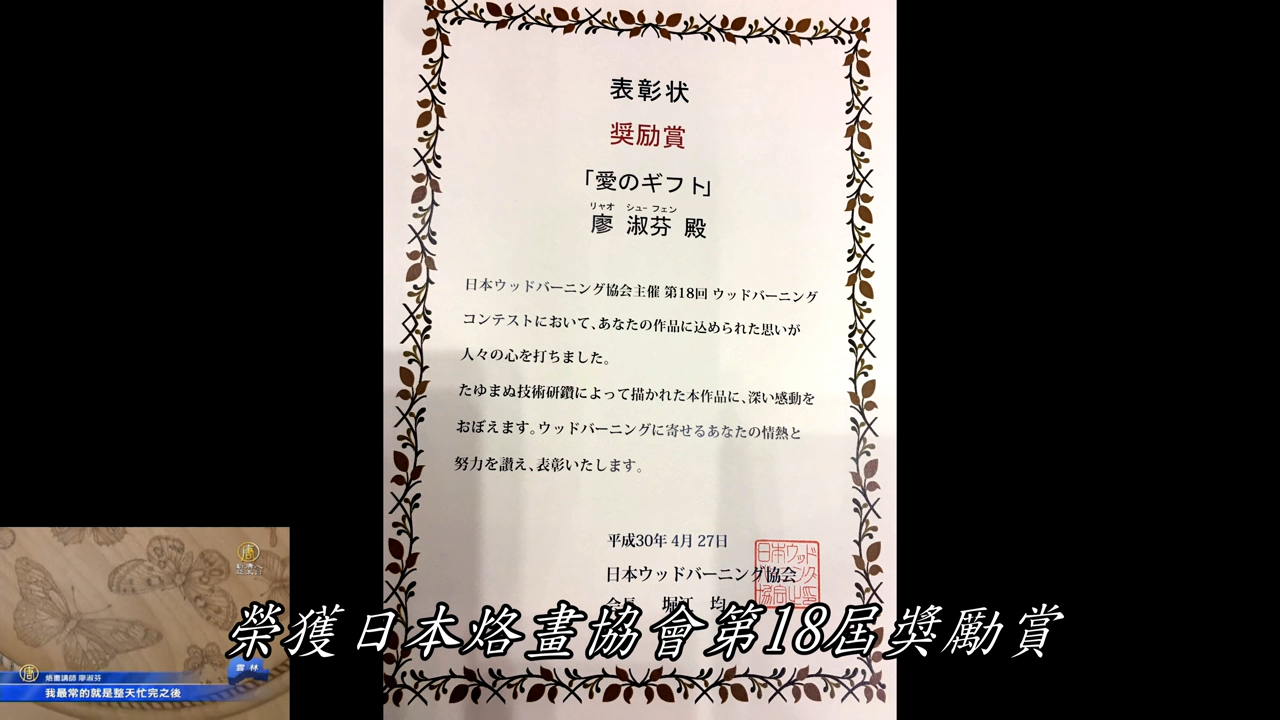 表彰状
奨励賞
「愛のギフト」
リャオ シュー フェン
廖 淑芬 殿
日本ウッドバーニング協会主催 第18回 ウッドバーニング
コンテストにおいて、あなたの作品に込められた思いが
人々の心を打ちました。
たゆまぬ技術研鑽によって描かれた本作品に、深い感動を
おぼえます。ウッドバーニングに寄せるあなたの情熱と
努力を讃え、表彰いたします。
平成30年 4月 27日
日本ウッドバーニング協会
会長 堀江 均
榮獲日本烙畫協會第18屆獎勵賞
唐
新唐人
雲林
唐
烙畫講師 廖淑芬
我最常的就是整天忙完之後